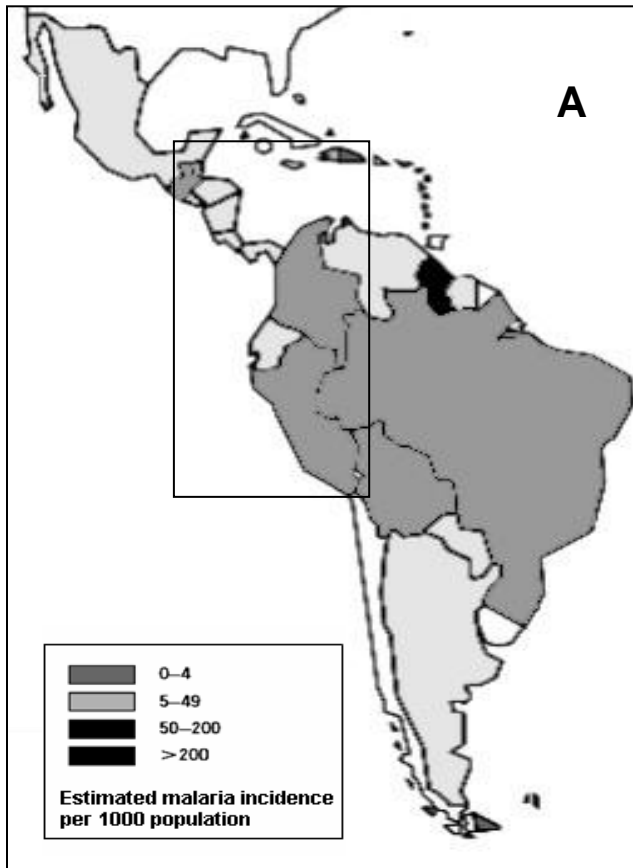 A
0–4
5–49
50–200
>200
Estimated malaria incidence
per 1000 population